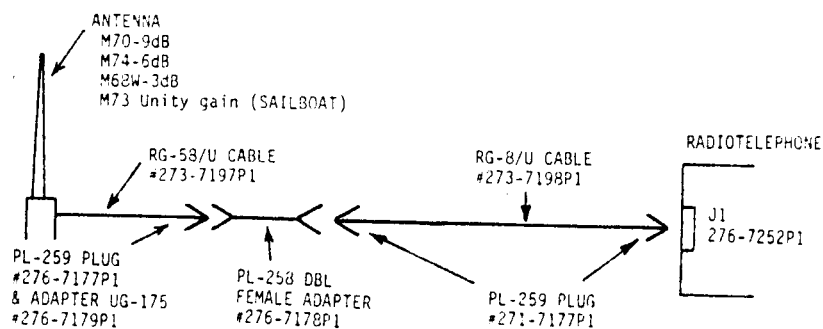 ANTENNA
M70-9dB
M74-6dB
M68W-3dB
M73 Unity gain (SAILBOAT)
RG-58/U CABLE
#273-7197P1
RG-8/U CABLE
#273-7198P1
RADIOTELEPHONE
J1
276-7252P1
PL-259 PLUG
#276-7177P1
& ADAPTER UG-175
#276-7179P1
PL-258 DBL
FEMALE ADAPTER
#276-7178P1
PL-259 PLUG
#271-7177P1